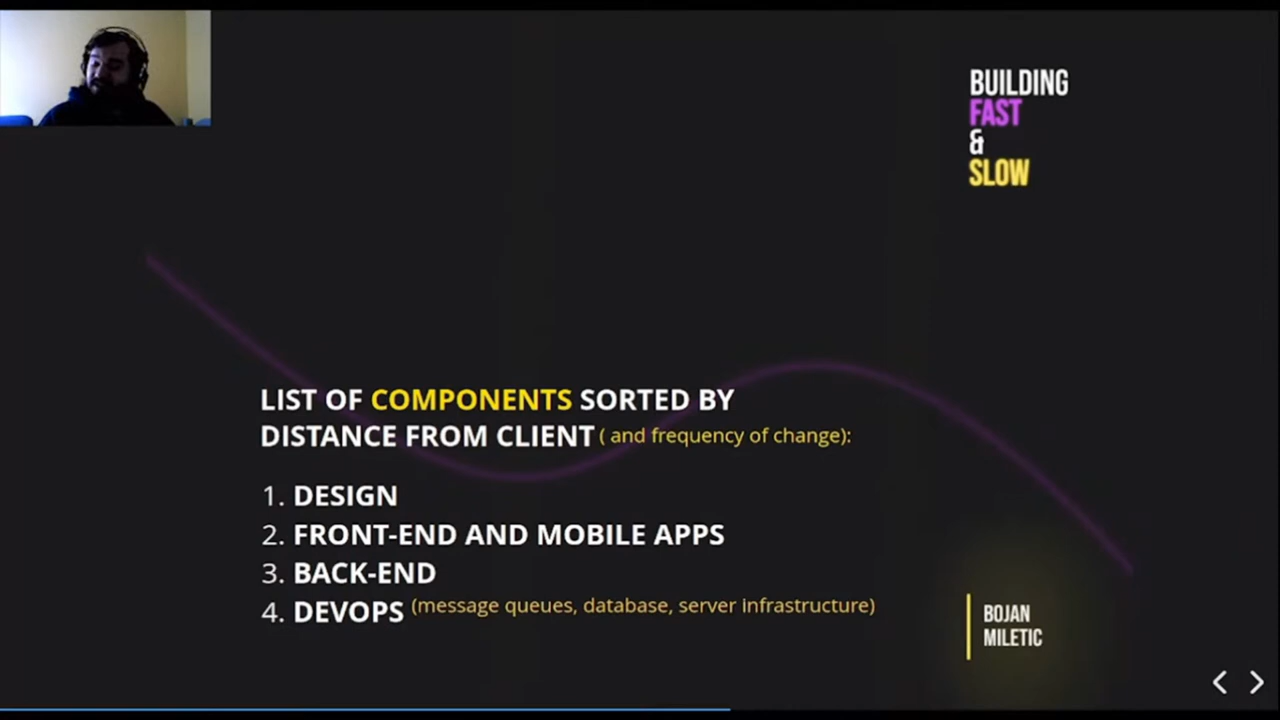 BUILDING
FAST
&
SLOW
LIST OF COMPONENTS SORTED BY
DISTANCE FROM CLIENT ( and frequency of change):
1. DESIGN
2. FRONT-END AND MOBILE APPS
3. BACK-END
4. DEVOPS (message queues, database, server infrastructure)
BOJAN
MILETIC